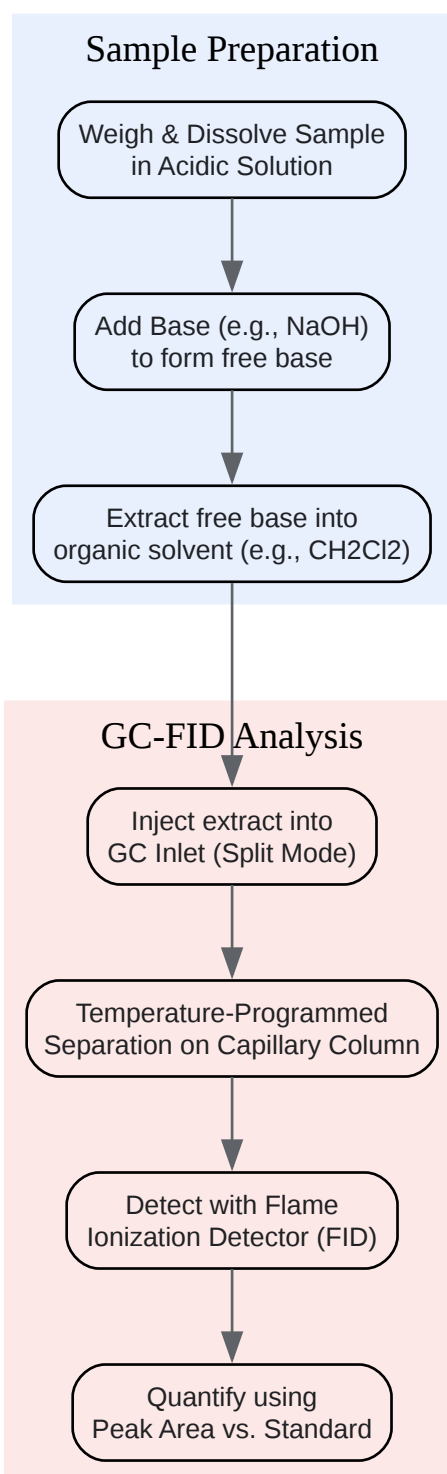 Sample Preparation
Weigh & Dissolve Sample
in Acidic Solution
Add Base (e.g., NaOH)
to form free base
Extract free base into
organic solvent (e.g., CH2Cl2)
GC-FID Analysis
Inject extract into
GC Inlet (Split Mode)
Temperature-Programmed
Separation on Capillary Column
Detect with Flame
Ionization Detector (FID)
Quantify using
Peak Area vs. Standard